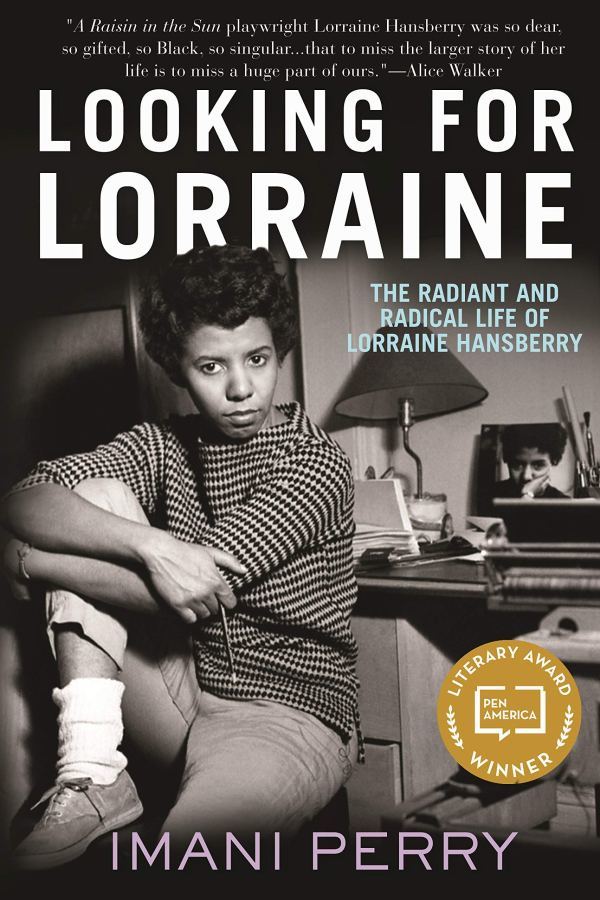 "A Raisin in the Sun playwright Lorraine Hansberry was so dear,
so gifted, so Black, so singular...that to miss the larger story of her
life is to miss a huge part of ours."—Alice Walker
LOOKING FOR
LORRAINE
THE RADIANT AND
RADICAL LIFE OF
LORRAINE HANSBERRY
LITERARY AWARD
PEN
AMERICA
WINNER
IMANI PERRY